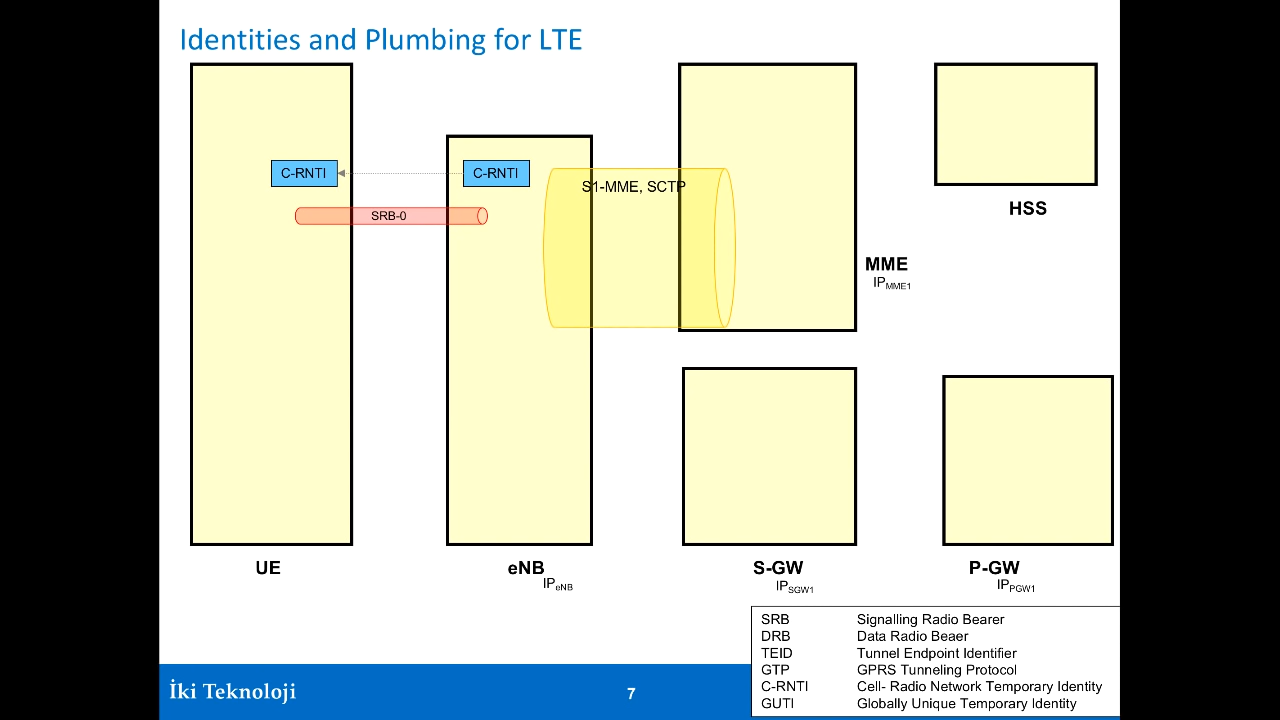 Identities and Plumbing for LTE
C-RNTI
C-RNTI
S1-MME, SCTP
SRB-0
HSS
MME
IPMME1
UE
eNB
IPeNB
S-GW
IPSGW1
P-GW
IPPGW1
SRB Signalling Radio Bearer
DRB Data Radio Beaer
TEID Tunnel Endpoint Identifier
GTP GPRS Tunneling Protocol
C-RNTI Cell- Radio Network Temporary Identity
GUTI Globally Unique Temporary Identity
İki Teknoloji
7